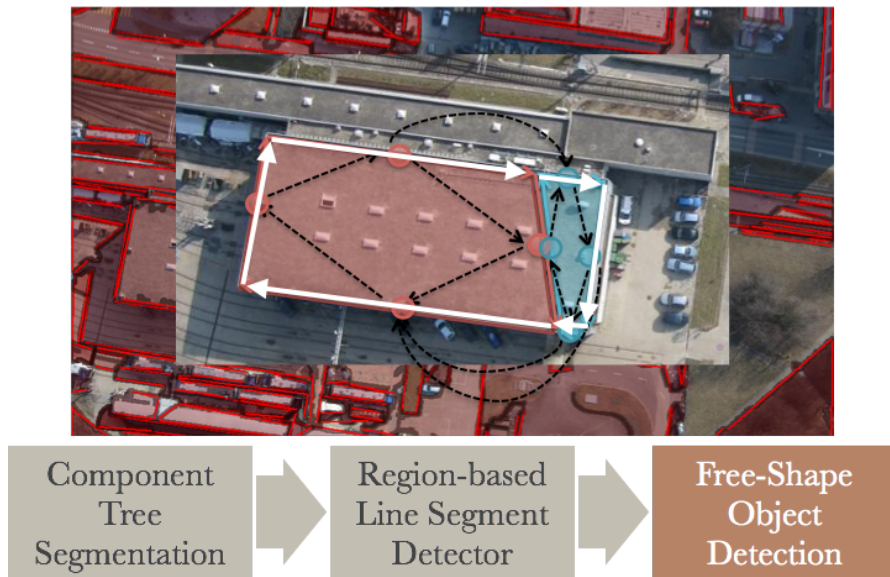 Component
Tree
Segmentation
Region-based
Line Segment
Detector
Free-Shape
Object
Detection